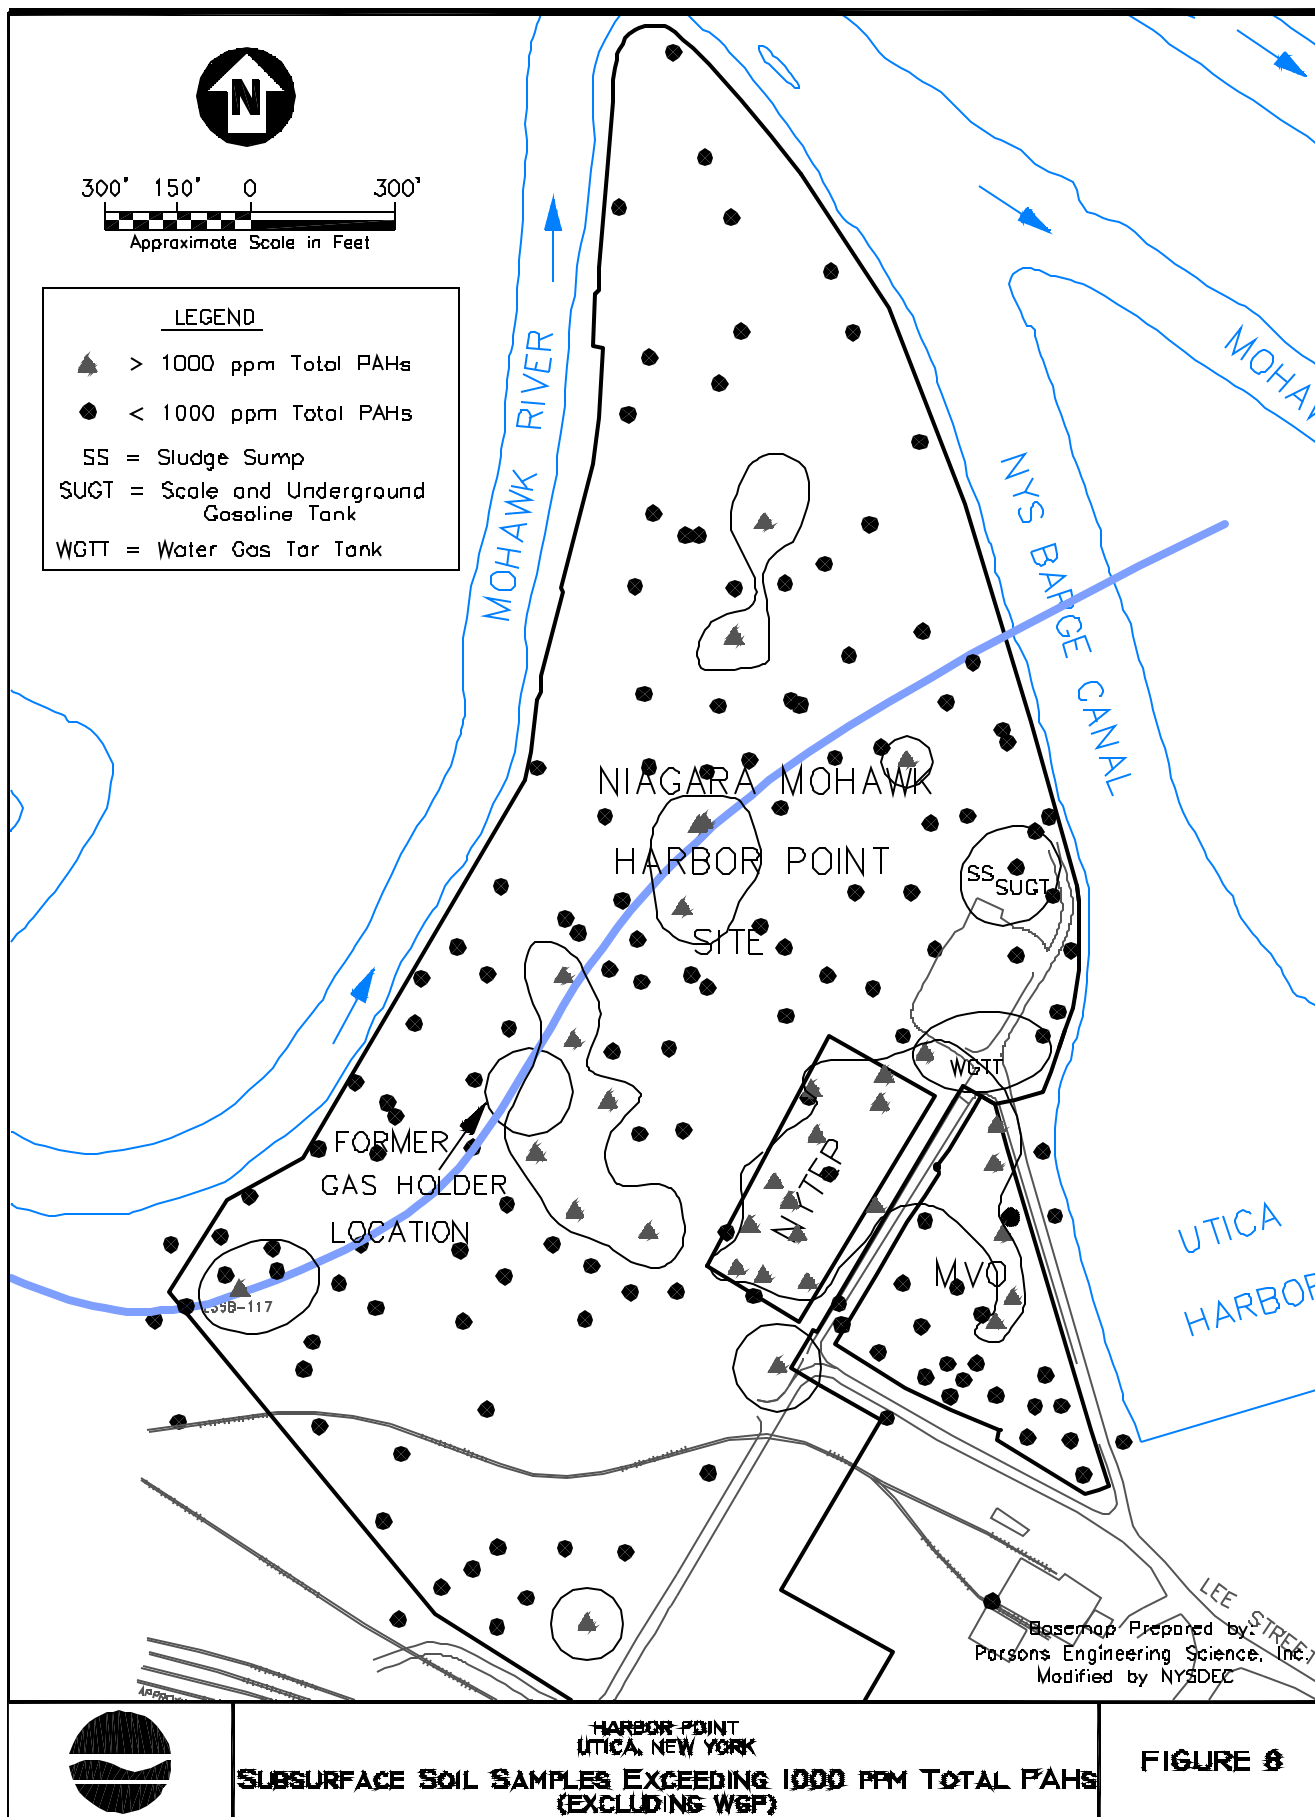 N
300' 150' 0 300'
Approximate Scale in Feet
LEGEND
> 1000 ppm Total PAHs
< 1000 ppm Total PAHs
SS = Sludge Sump
SUGT = Scale and Underground
Gasoline Tank
WGTT = Water Gas Tar Tank
MOHAWK RIVER
NYS BARGE CANAL
NIAGARA MOHAWK
HARBOR POINT
SITE
SS
SUGT
WGTT
FORMER
GAS HOLDER
LOCATION
NYTEP
MVO
UTICA
HARBOR
LEE STREET
Basemap Prepared by:
Parsons Engineering Science, Inc.
Modified by NYSDEC
HARBOR POINT
UTICA, NEW YORK
SUBSURFACE SOIL SAMPLES EXCEEDING 1000 PPM TOTAL PAHS
(EXCLUDING WGP)
FIGURE 8